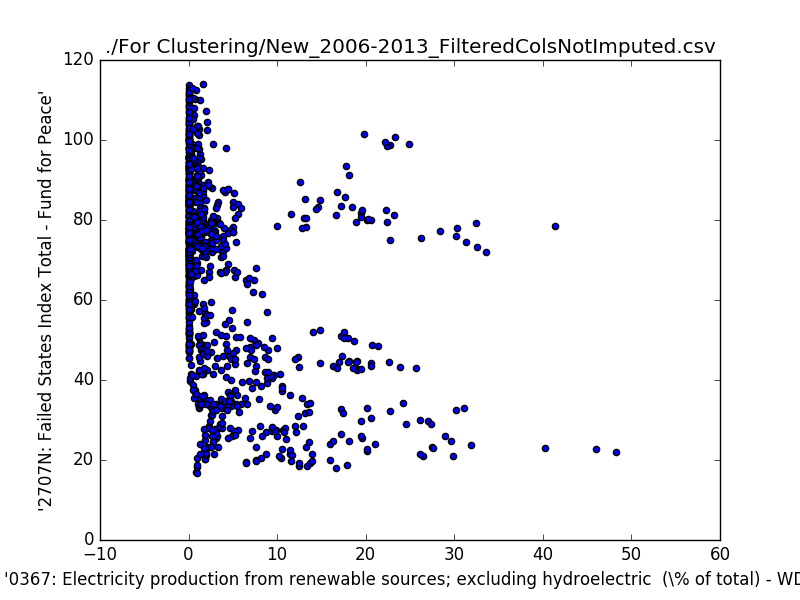 ./For Clustering/New_2006-2013_FilteredColsNotImputed.csv
120
100
80
60
40
20
0
'2707N: Failed States Index Total - Fund for Peace'
−10 0 10 20 30 40 50 60
'0367: Electricity production from renewable sources; excluding hydroelectric (\% of total) - WD